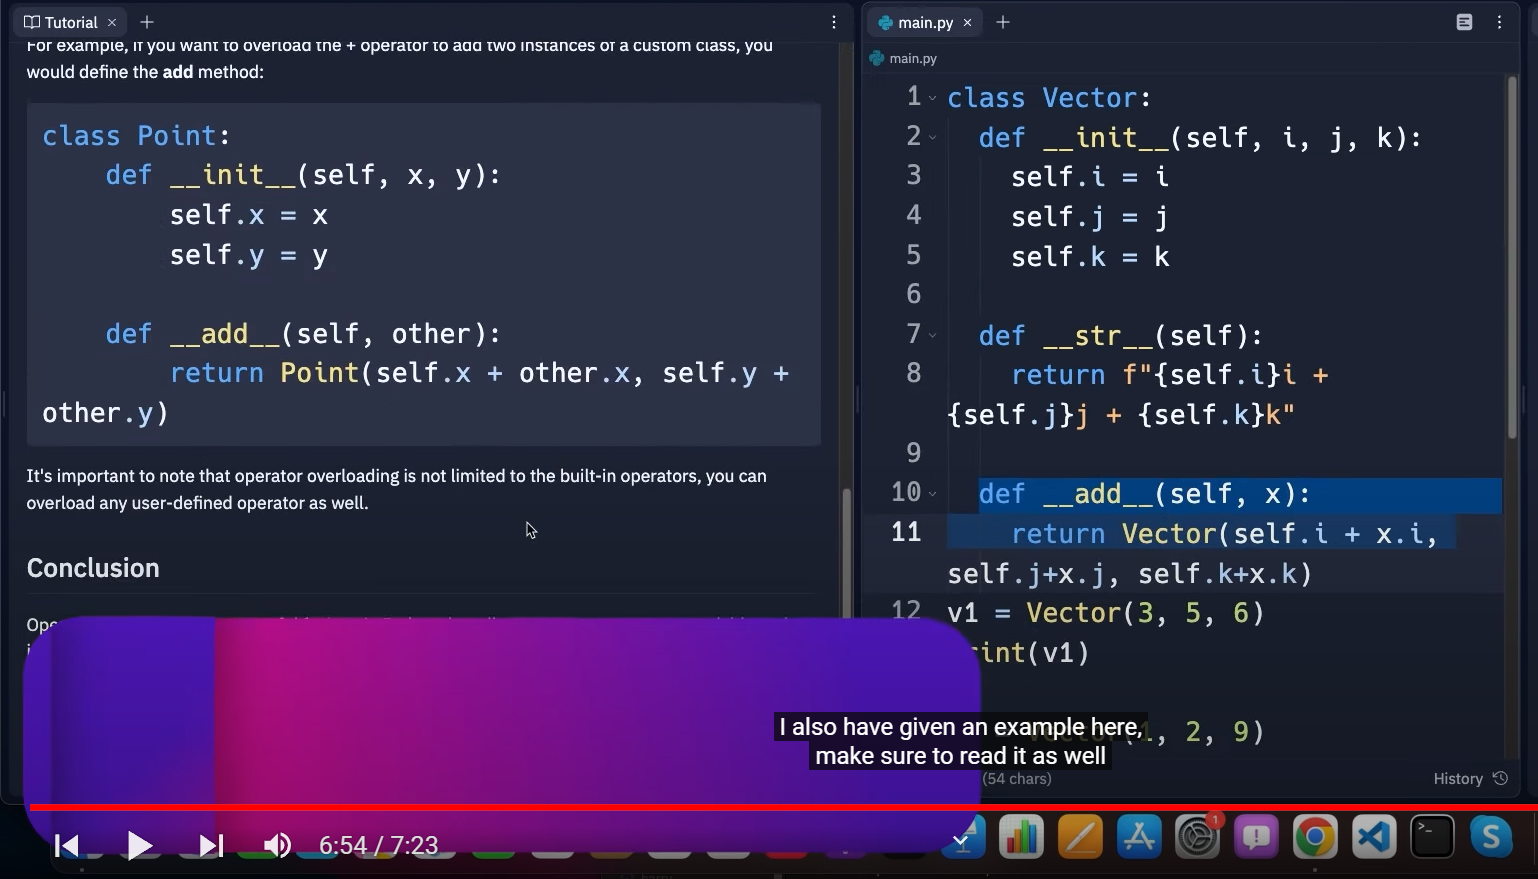 Tutorial
For example, if you want to overload the + operator to add two instances of a custom class, you
would define the add method:
class Point:
    def __init__(self, x, y):
        self.x = x
        self.y = y
    def __add__(self, other):
        return Point(self.x + other.x, self.y +
other.y)
It's important to note that operator overloading is not limited to the built-in operators, you can
overload any user-defined operator as well.
Conclusion
main.py
main.py
1 class Vector:
2   def __init__(self, i, j, k):
3     self.i = i
4     self.j = j
5     self.k = k
6
7   def __str__(self):
8     return f"{self.i}i +
{self.j}j + {self.k}k"
9
10   def __add__(self, x):
11     return Vector(self.i + x.i,
self.j+x.j, self.k+x.k)
12 v1 = Vector(3, 5, 6)
int(v1)
1, 2, 9)
(54 chars)
History
I also have given an example here,
make sure to read it as well
6:54 / 7:23
1